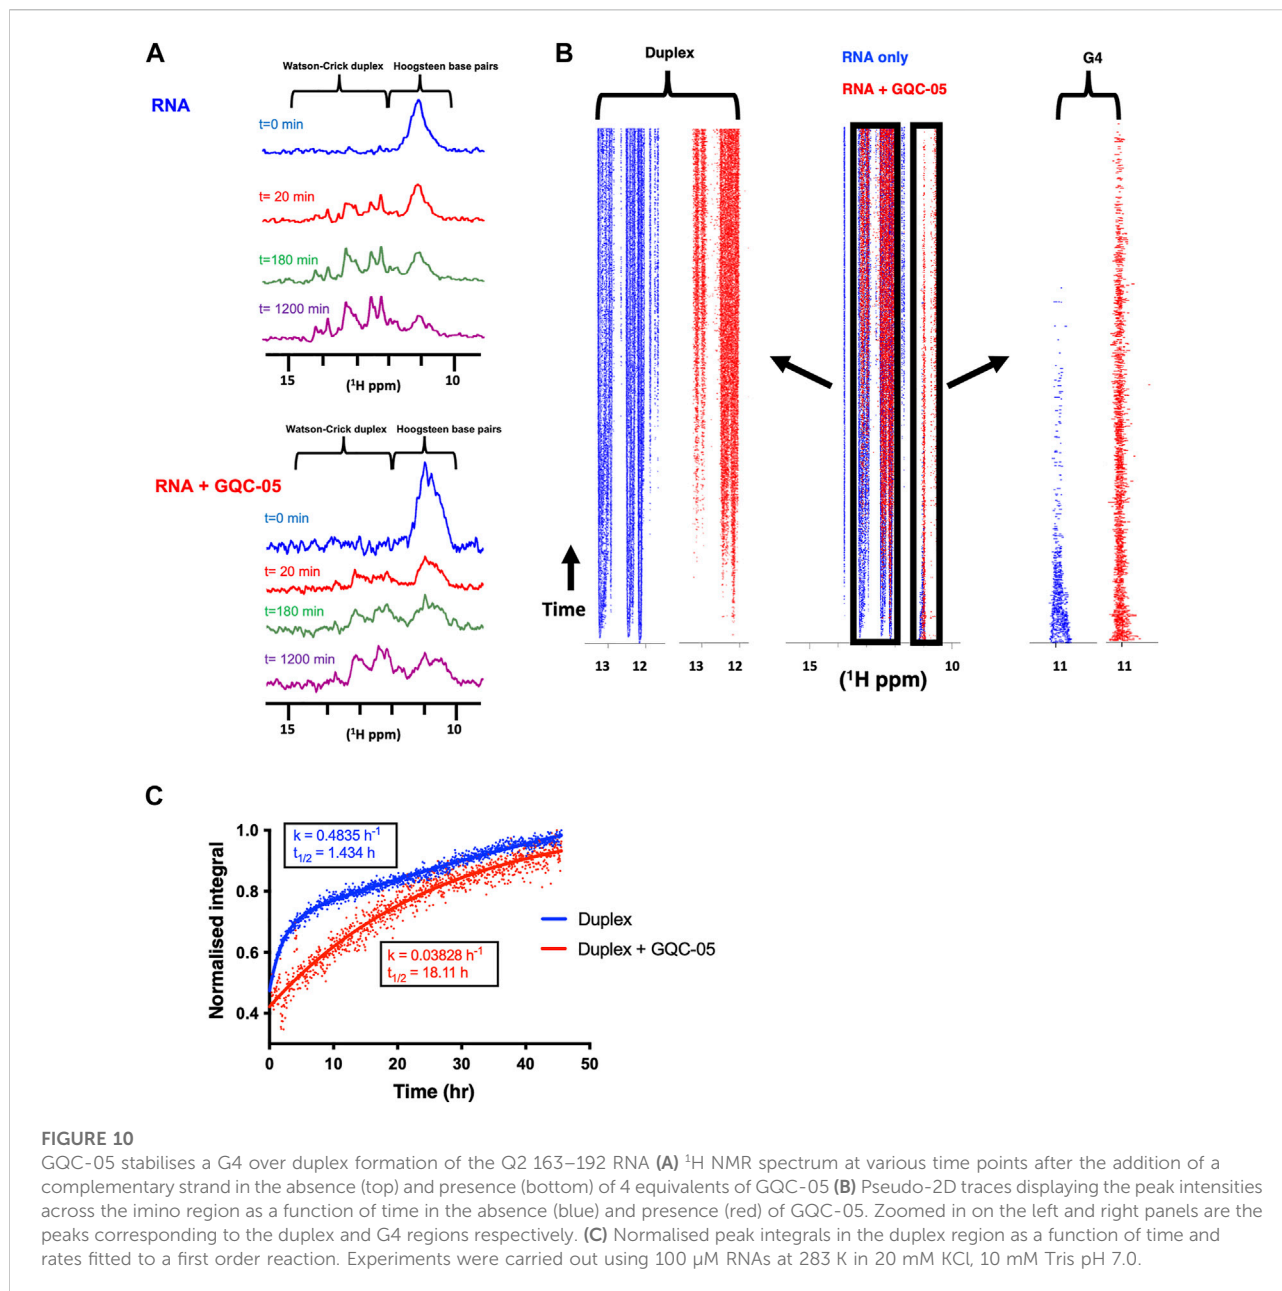 A
Watson-Crick duplex Hoogsteen base pairs
RNA
t=0 min
t= 20 min
t=180 min
t= 1200 min
15 10
(¹H ppm)
Watson-Crick duplex Hoogsteen base pairs
RNA + GQC-05
t=0 min
t= 20 min
t=180 min
t= 1200 min
15 10
(¹H ppm)
B
Duplex
RNA only
RNA + GQC-05
G4
Time
13 12
13 12
15 10
(¹H ppm)
11
11
C
Normalised integral
1.0
0.8
0.6
0.4
k = 0.4835 h⁻¹
t₁/₂ = 1.434 h
k = 0.03828 h⁻¹
t₁/₂ = 18.11 h
Duplex
Duplex + GQC-05
0 10 20 30 40 50
Time (hr)
FIGURE 10
GQC-05 stabilises a G4 over duplex formation of the Q2 163–192 RNA (A) ¹H NMR spectrum at various time points after the addition of a
complementary strand in the absence (top) and presence (bottom) of 4 equivalents of GQC-05 (B) Pseudo-2D traces displaying the peak intensities
across the imino region as a function of time in the absence (blue) and presence (red) of GQC-05. Zoomed in on the left and right panels are the
peaks corresponding to the duplex and G4 regions respectively. (C) Normalised peak integrals in the duplex region as a function of time and
rates fitted to a first order reaction. Experiments were carried out using 100 μM RNAs at 283 K in 20 mM KCl, 10 mM Tris pH 7.0.